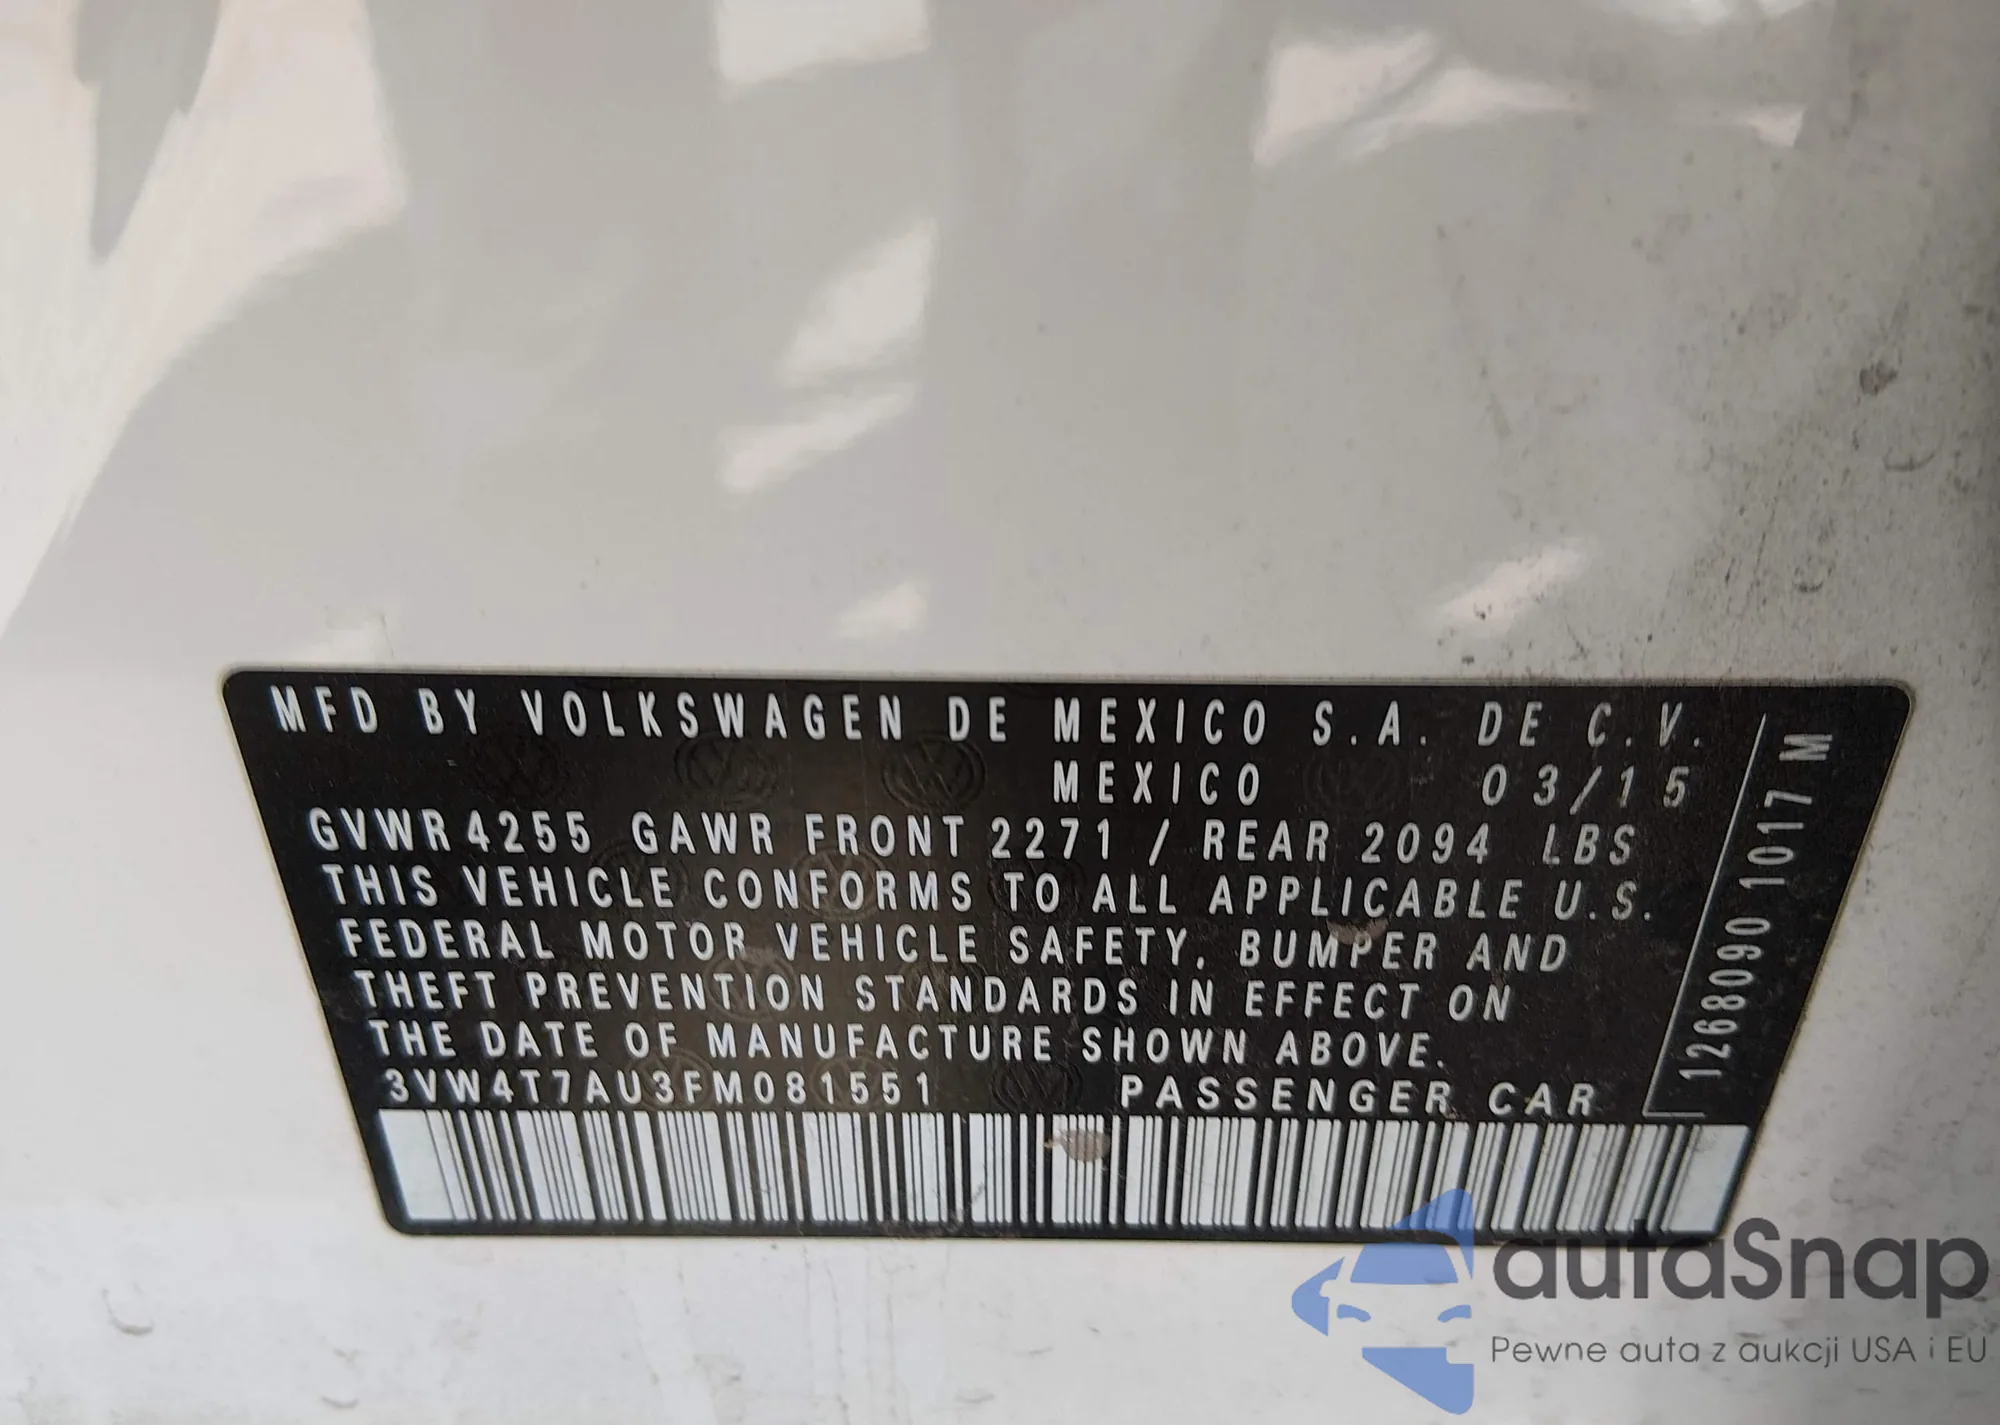 MFD BY VOLKSWAGEN DE MEXICO S.A. DE C.V.
MEXICO 03/15
GVWR 4255 GAWR FRONT 2271 / REAR 2094 LBS
THIS VEHICLE CONFORMS TO ALL APPLICABLE U.S.
FEDERAL MOTOR VEHICLE SAFETY, BUMPER AND
THEFT PREVENTION STANDARDS IN EFFECT ON
THE DATE OF MANUFACTURE SHOWN ABOVE.
3VW4T7AU3FM081551 PASSENGER CAR
1268090 1017 M
autaSnap
Pewne auta z aukcji USA i EU